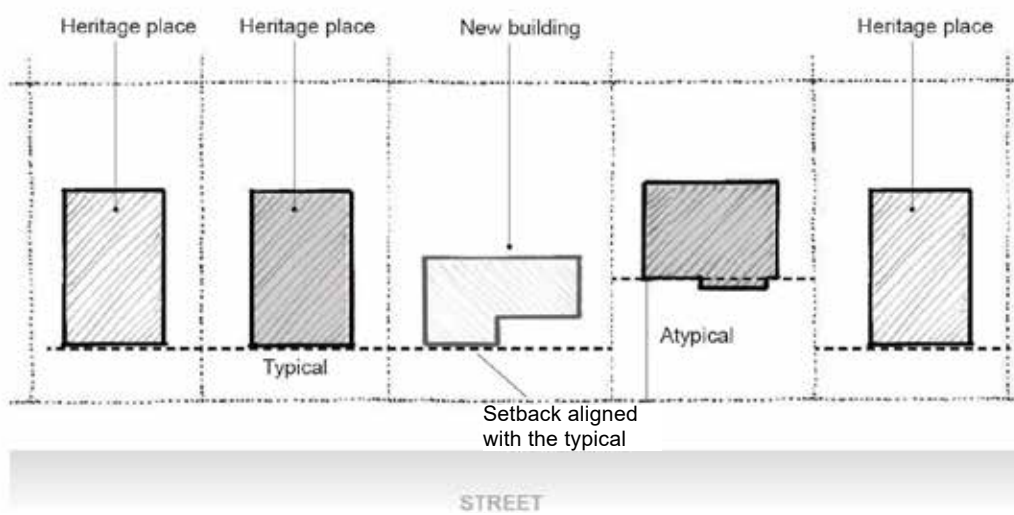 Heritage place
Heritage place
New building
Heritage place
Typical
Atypical
Setback aligned
with the typical
STREET